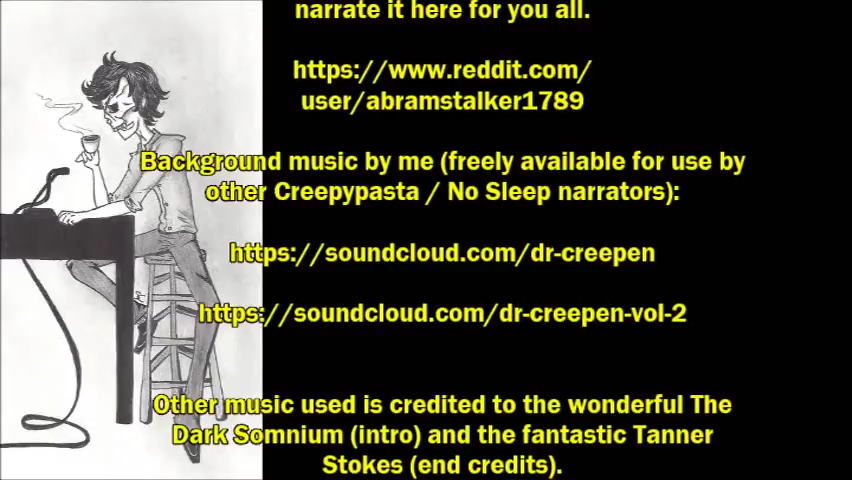 narrate it here for you all.
https://www.reddit.com/
user/abramstalker1789
Background music by me (freely available for use by
other Creepypasta / No Sleep narrators):
https://soundcloud.com/dr-creepen
https://soundcloud.com/dr-creepen-vol-2
Other music used is credited to the wonderful The
Dark Somnium (intro) and the fantastic Tanner
Stokes (end credits).